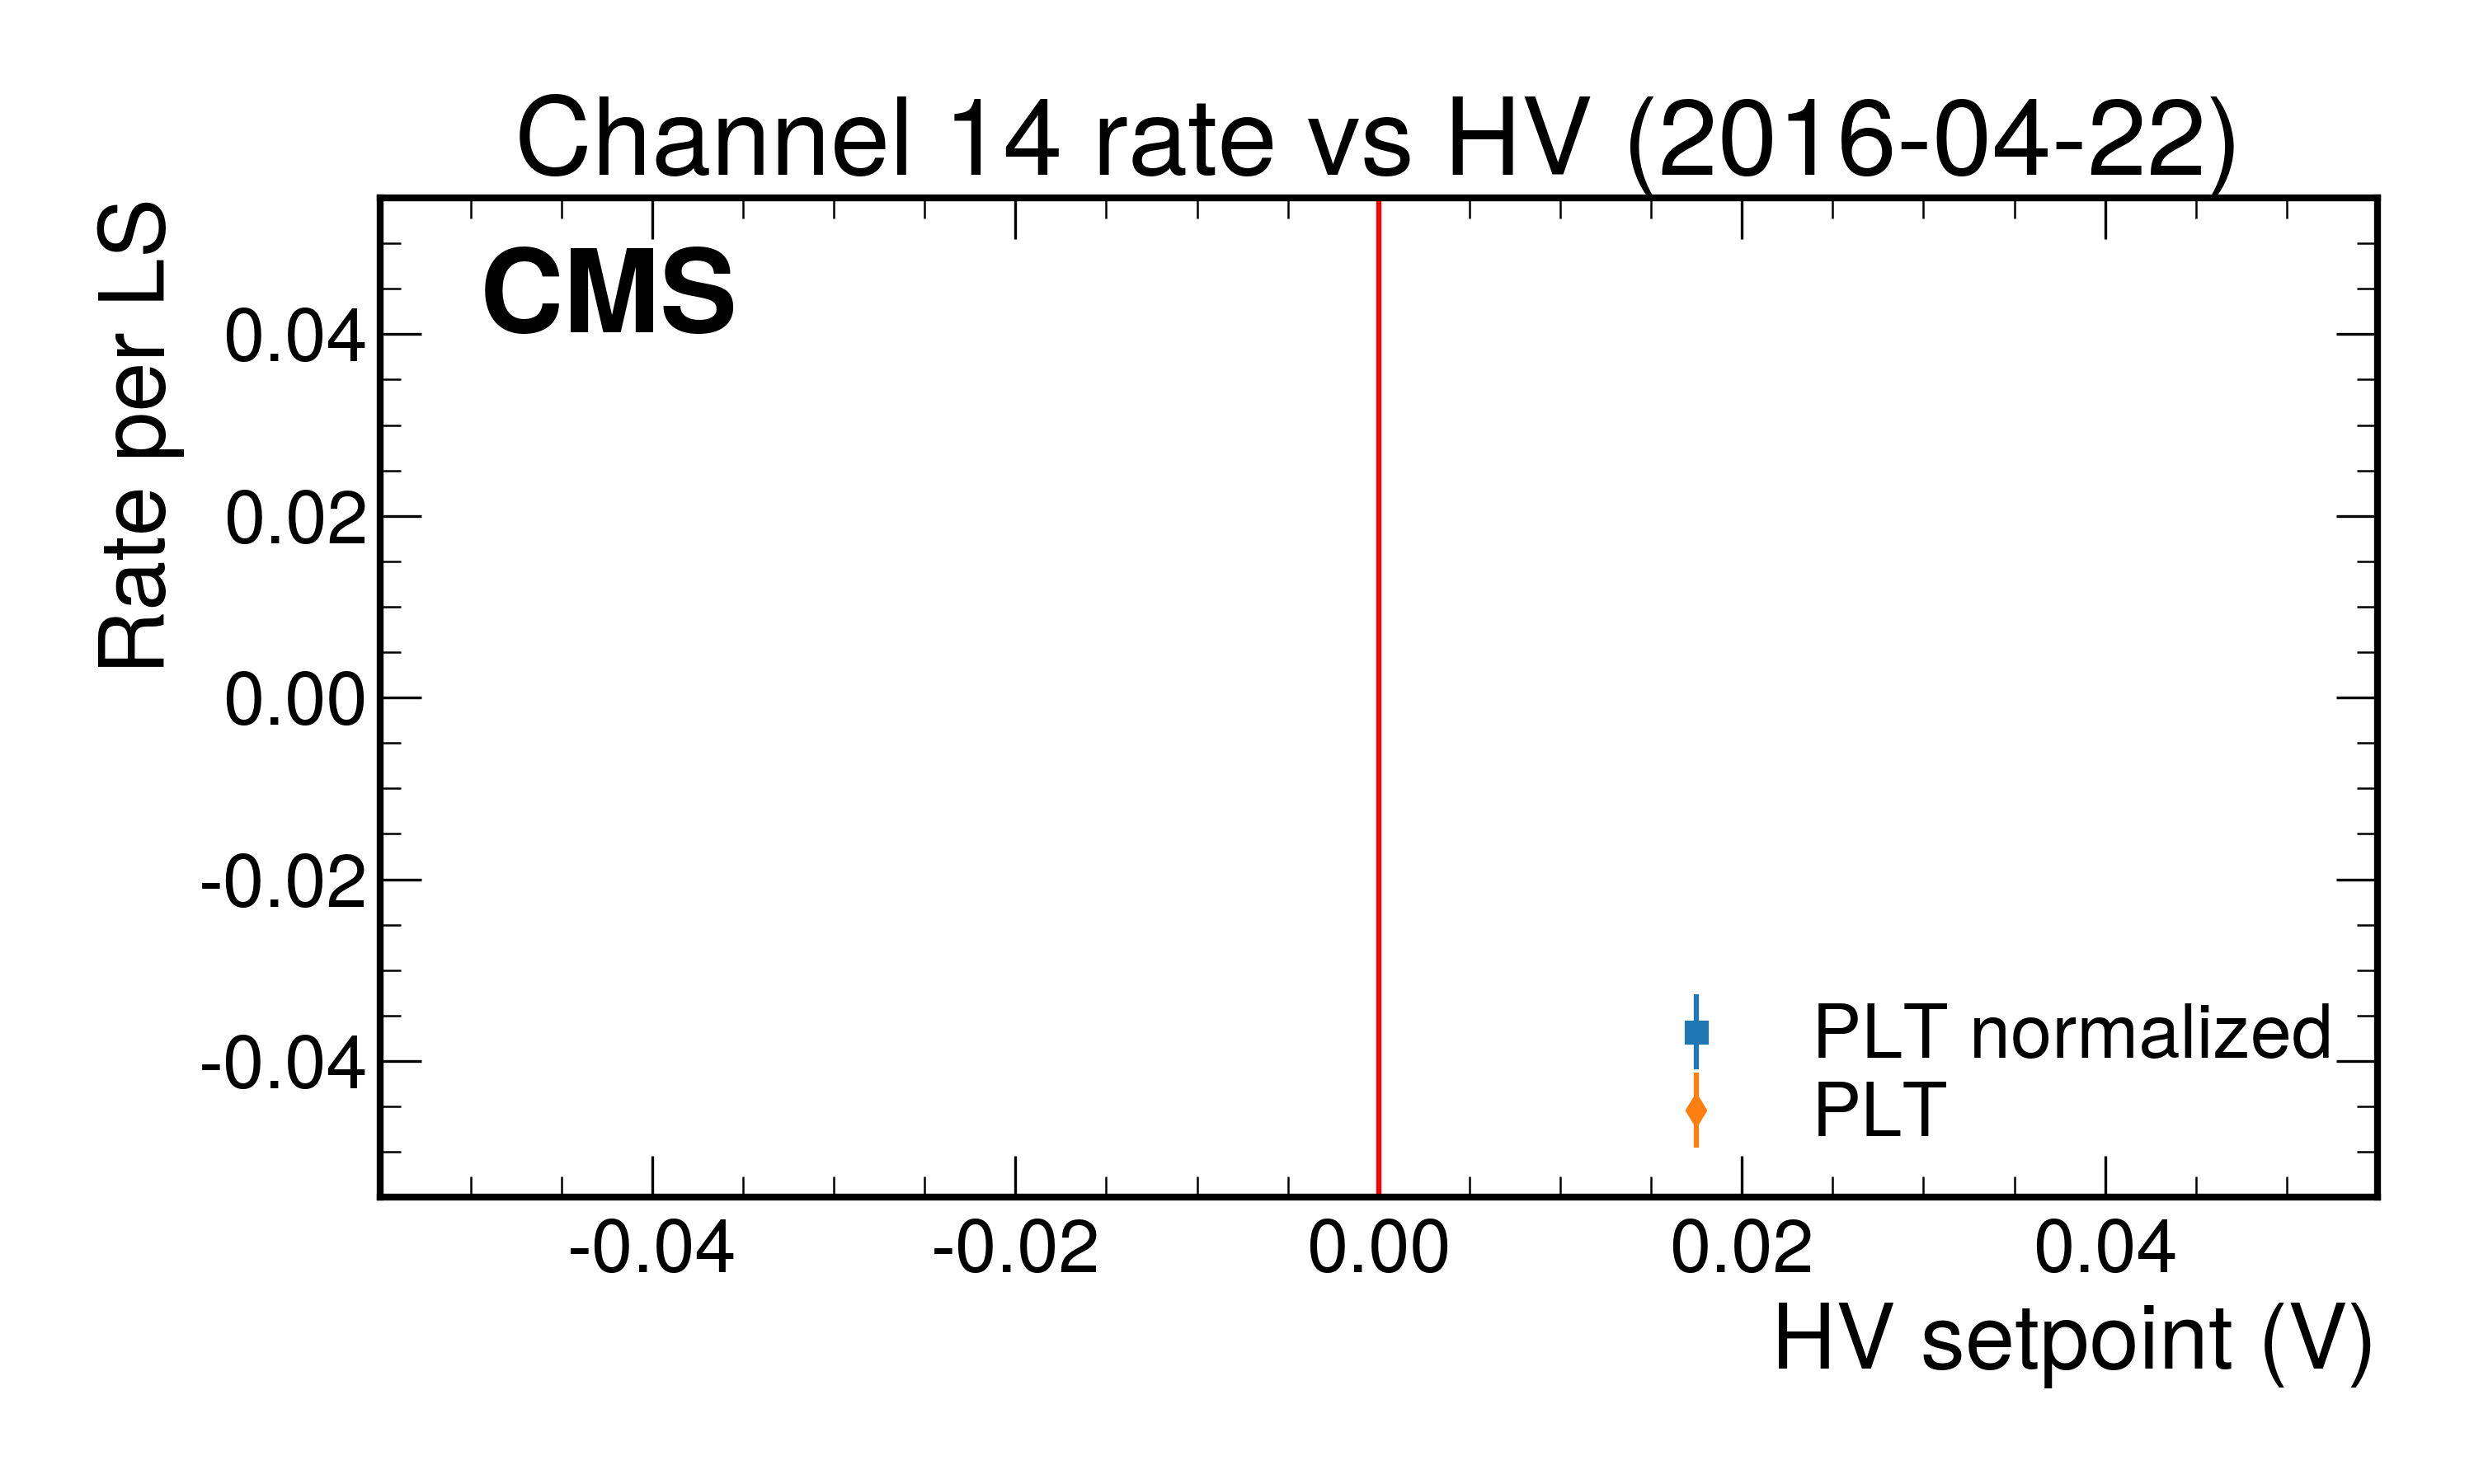 Channel 14 rate vs HV (2016-04-22)
Rate per LS
CMS
0.04
0.02
0.00
-0.02
-0.04
PLT normalized
PLT
-0.04 -0.02 0.00 0.02 0.04
HV setpoint (V)